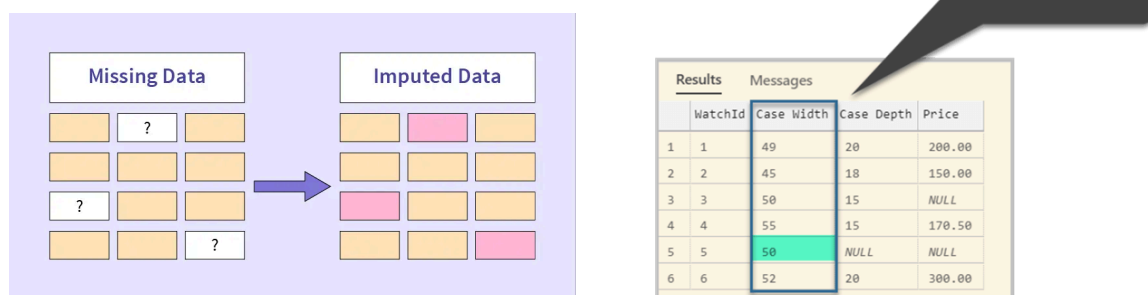 Missing Data
?
?
?
Imputed Data
Results Messages
WatchId Case Width Case Depth Price
1 1 49 20 200.00
2 2 45 18 150.00
3 3 50 15 NULL
4 4 55 15 170.50
5 5 50 NULL NULL
6 6 52 20 300.00